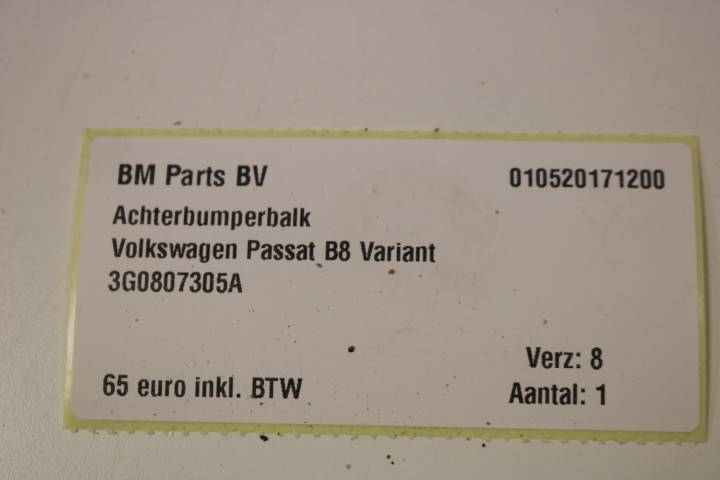 BM Parts BV 010520171200
Achterbumperbalk
Volkswagen Passat B8 Variant
3G0807305A
Verz: 8
65 euro inkl. BTW Aantal: 1